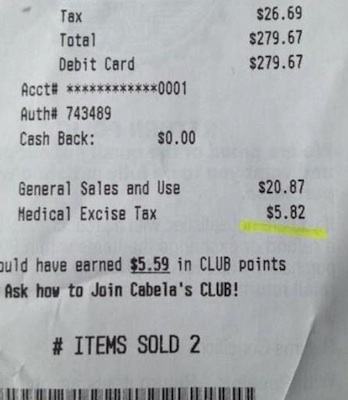 Tax $26.69
Total $279.67
Debit Card $279.67
Acct# ************0001
Auth# 743489
Cash Back: $0.00
General Sales and Use $20.87
Medical Excise Tax $5.82
ould have earned $5.59 in CLUB points
Ask how to Join Cabela's CLUB!
# ITEMS SOLD 2